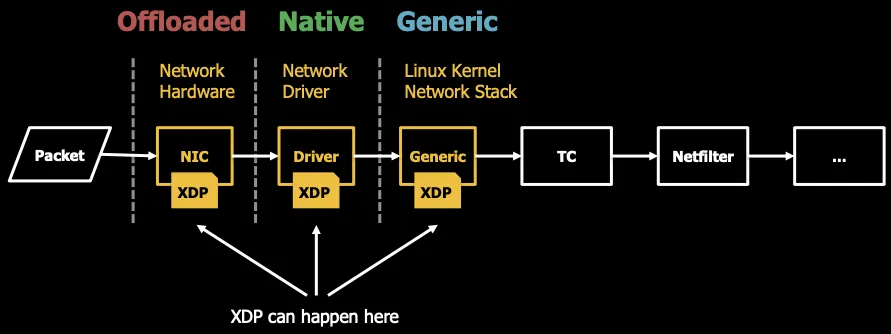 Offloaded Native Generic
Network
Hardware
Network
Driver
Linux Kernel
Network Stack
Packet
NIC
Driver
Generic
TC
Netfilter
...
XDP
XDP
XDP
XDP can happen here